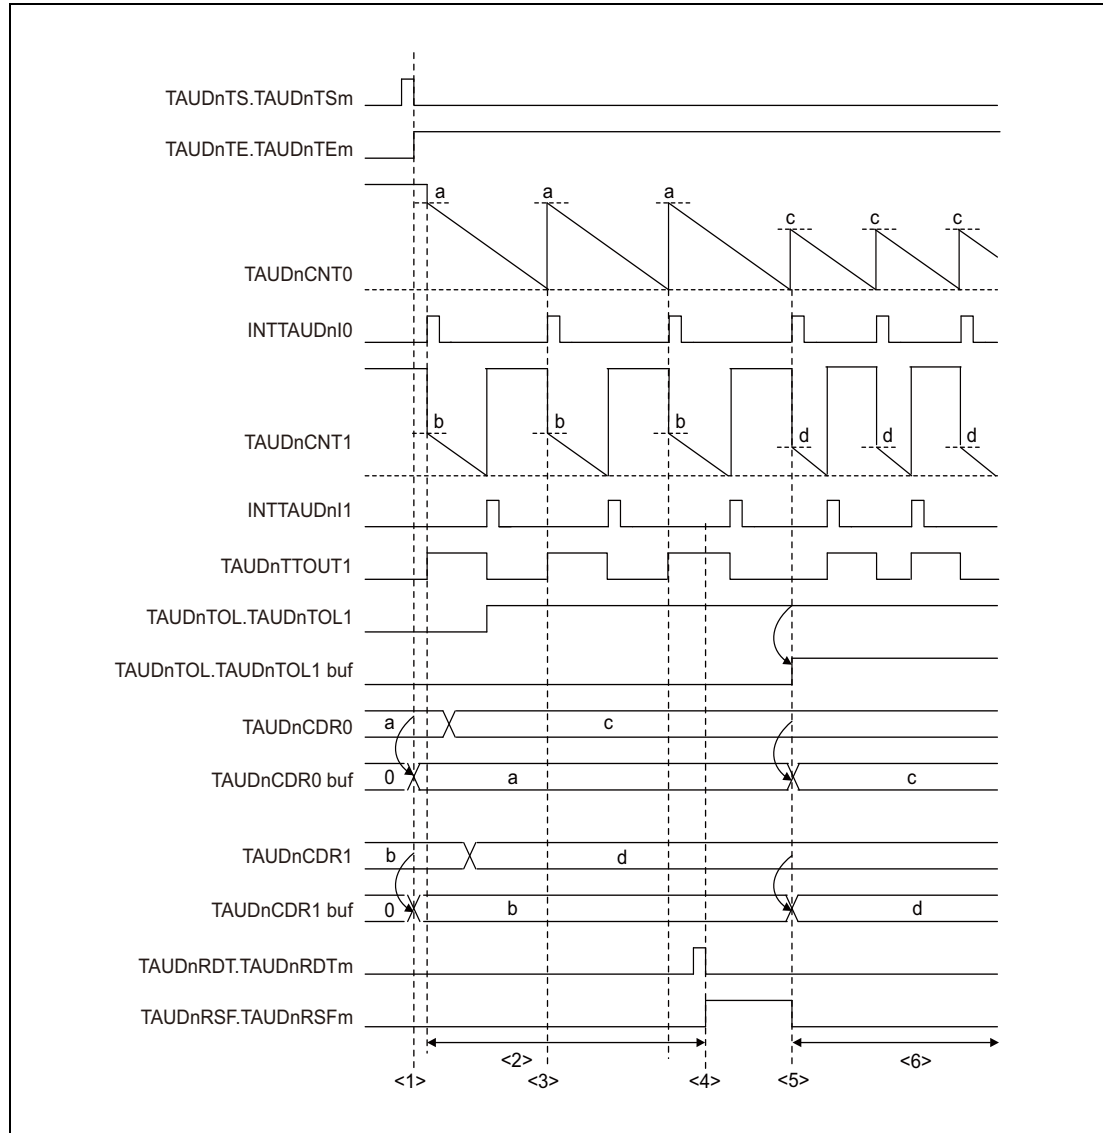 TAUDnTS.TAUDnTSm
TAUDnTE.TAUDnTEm
a a a
c c c
TAUDnCNT0
INTTAUDnI0
b b b
d d d
TAUDnCNT1
INTTAUDnI1
TAUDnTTOUT1
TAUDnTOL.TAUDnTOL1
TAUDnTOL.TAUDnTOL1 buf
TAUDnCDR0 a c
TAUDnCDR0 buf 0 a c
TAUDnCDR1 b d
TAUDnCDR1 buf 0 b d
TAUDnRDT.TAUDnRDTm
TAUDnRSF.TAUDnRSFm
<2> <6>
<1> <3> <4> <5>